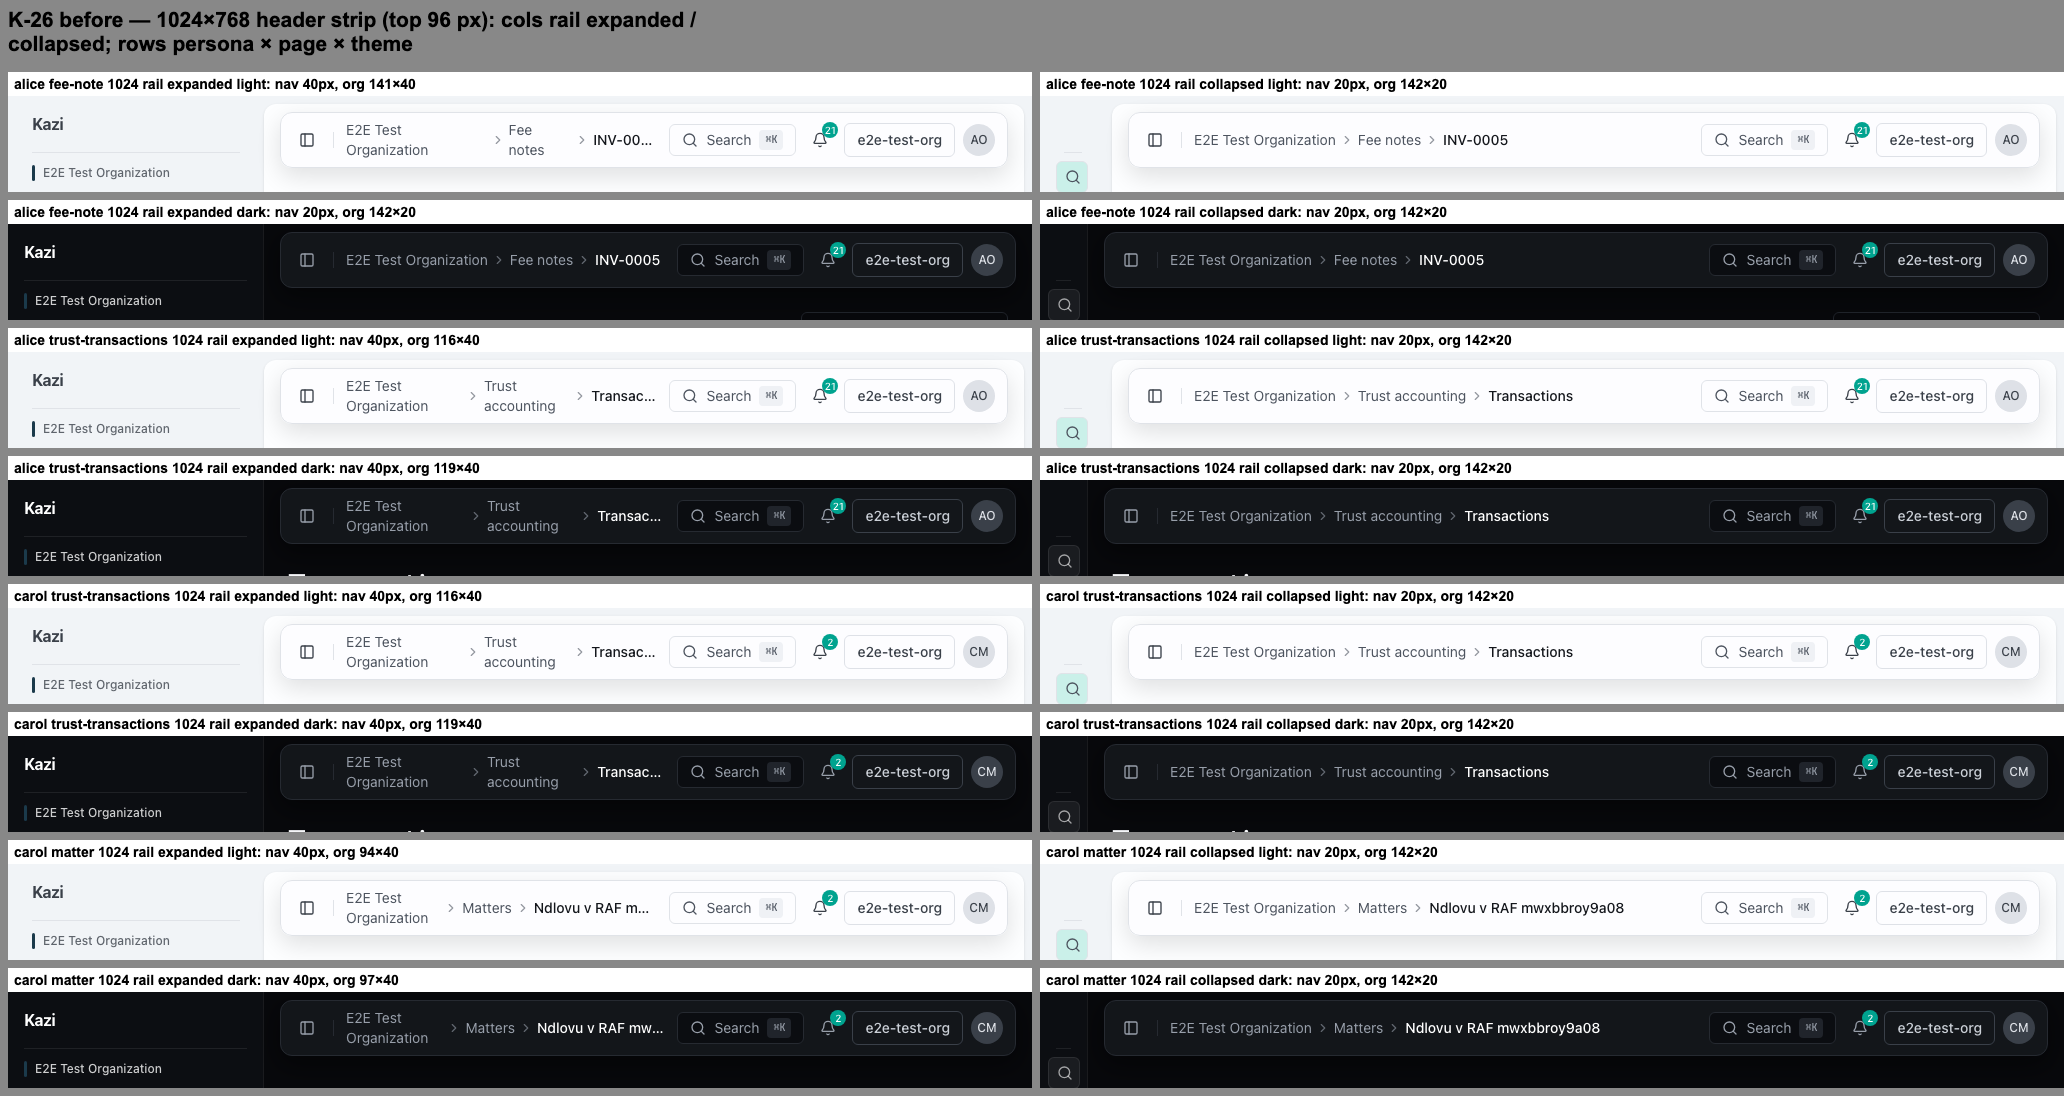 K-26 before — 1024×768 header strip (top 96 px): cols rail expanded /
collapsed; rows persona × page × theme
alice fee-note 1024 rail expanded light: nav 40px, org 141×40
Kazi
E2E Test Organization
E2E Test
Organization
Fee
notes
INV-00...
Search ⌘K
21
e2e-test-org
AO
alice fee-note 1024 rail collapsed light: nav 20px, org 142×20
E2E Test Organization
Fee notes
INV-0005
Search ⌘K
21
e2e-test-org
AO
alice fee-note 1024 rail expanded dark: nav 20px, org 142×20
Kazi
E2E Test Organization
E2E Test Organization
Fee notes
INV-0005
Search ⌘K
21
e2e-test-org
AO
alice fee-note 1024 rail collapsed dark: nav 20px, org 142×20
E2E Test Organization
Fee notes
INV-0005
Search ⌘K
21
e2e-test-org
AO
alice trust-transactions 1024 rail expanded light: nav 40px, org 116×40
Kazi
E2E Test Organization
E2E Test
Organization
Trust
accounting
Transac...
Search ⌘K
21
e2e-test-org
AO
alice trust-transactions 1024 rail collapsed light: nav 20px, org 142×20
E2E Test Organization
Trust accounting
Transactions
Search ⌘K
21
e2e-test-org
AO
alice trust-transactions 1024 rail expanded dark: nav 40px, org 119×40
Kazi
E2E Test Organization
E2E Test
Organization
Trust
accounting
Transac...
Search ⌘K
21
e2e-test-org
AO
alice trust-transactions 1024 rail collapsed dark: nav 20px, org 142×20
E2E Test Organization
Trust accounting
Transactions
Search ⌘K
21
e2e-test-org
AO
carol trust-transactions 1024 rail expanded light: nav 40px, org 116×40
Kazi
E2E Test Organization
E2E Test
Organization
Trust
accounting
Transac...
Search ⌘K
2
e2e-test-org
CM
carol trust-transactions 1024 rail collapsed light: nav 20px, org 142×20
E2E Test Organization
Trust accounting
Transactions
Search ⌘K
2
e2e-test-org
CM
carol trust-transactions 1024 rail expanded dark: nav 40px, org 119×40
Kazi
E2E Test Organization
E2E Test
Organization
Trust
accounting
Transac...
Search ⌘K
2
e2e-test-org
CM
carol trust-transactions 1024 rail collapsed dark: nav 20px, org 142×20
E2E Test Organization
Trust accounting
Transactions
Search ⌘K
2
e2e-test-org
CM
carol matter 1024 rail expanded light: nav 40px, org 94×40
Kazi
E2E Test Organization
E2E Test
Organization
Matters
Ndlovu v RAF m...
Search ⌘K
2
e2e-test-org
CM
carol matter 1024 rail collapsed light: nav 20px, org 142×20
E2E Test Organization
Matters
Ndlovu v RAF mwxbbroy9a08
Search ⌘K
2
e2e-test-org
CM
carol matter 1024 rail expanded dark: nav 40px, org 97×40
Kazi
E2E Test Organization
E2E Test
Organization
Matters
Ndlovu v RAF mw...
Search ⌘K
2
e2e-test-org
CM
carol matter 1024 rail collapsed dark: nav 20px, org 142×20
E2E Test Organization
Matters
Ndlovu v RAF mwxbbroy9a08
Search ⌘K
2
e2e-test-org
CM